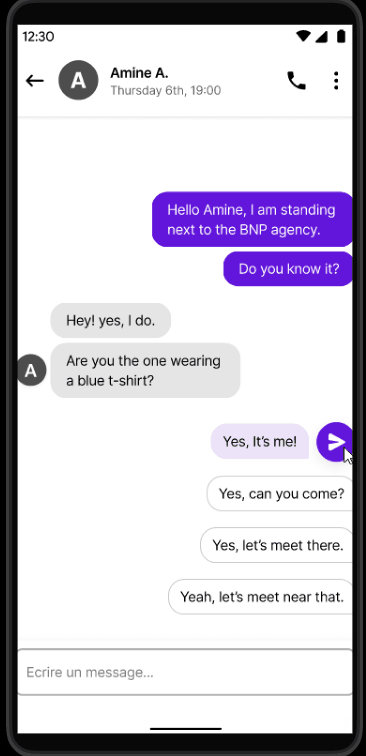 12:30
A
Amine A.
Thursday 6th, 19:00
Hello Amine, I am standing
next to the BNP agency.
Do you know it?
Hey! yes, I do.
Are you the one wearing
a blue t-shirt?
A
Yes, It's me!
Yes, can you come?
Yes, let's meet there.
Yeah, let's meet near that.
Ecrire un message...